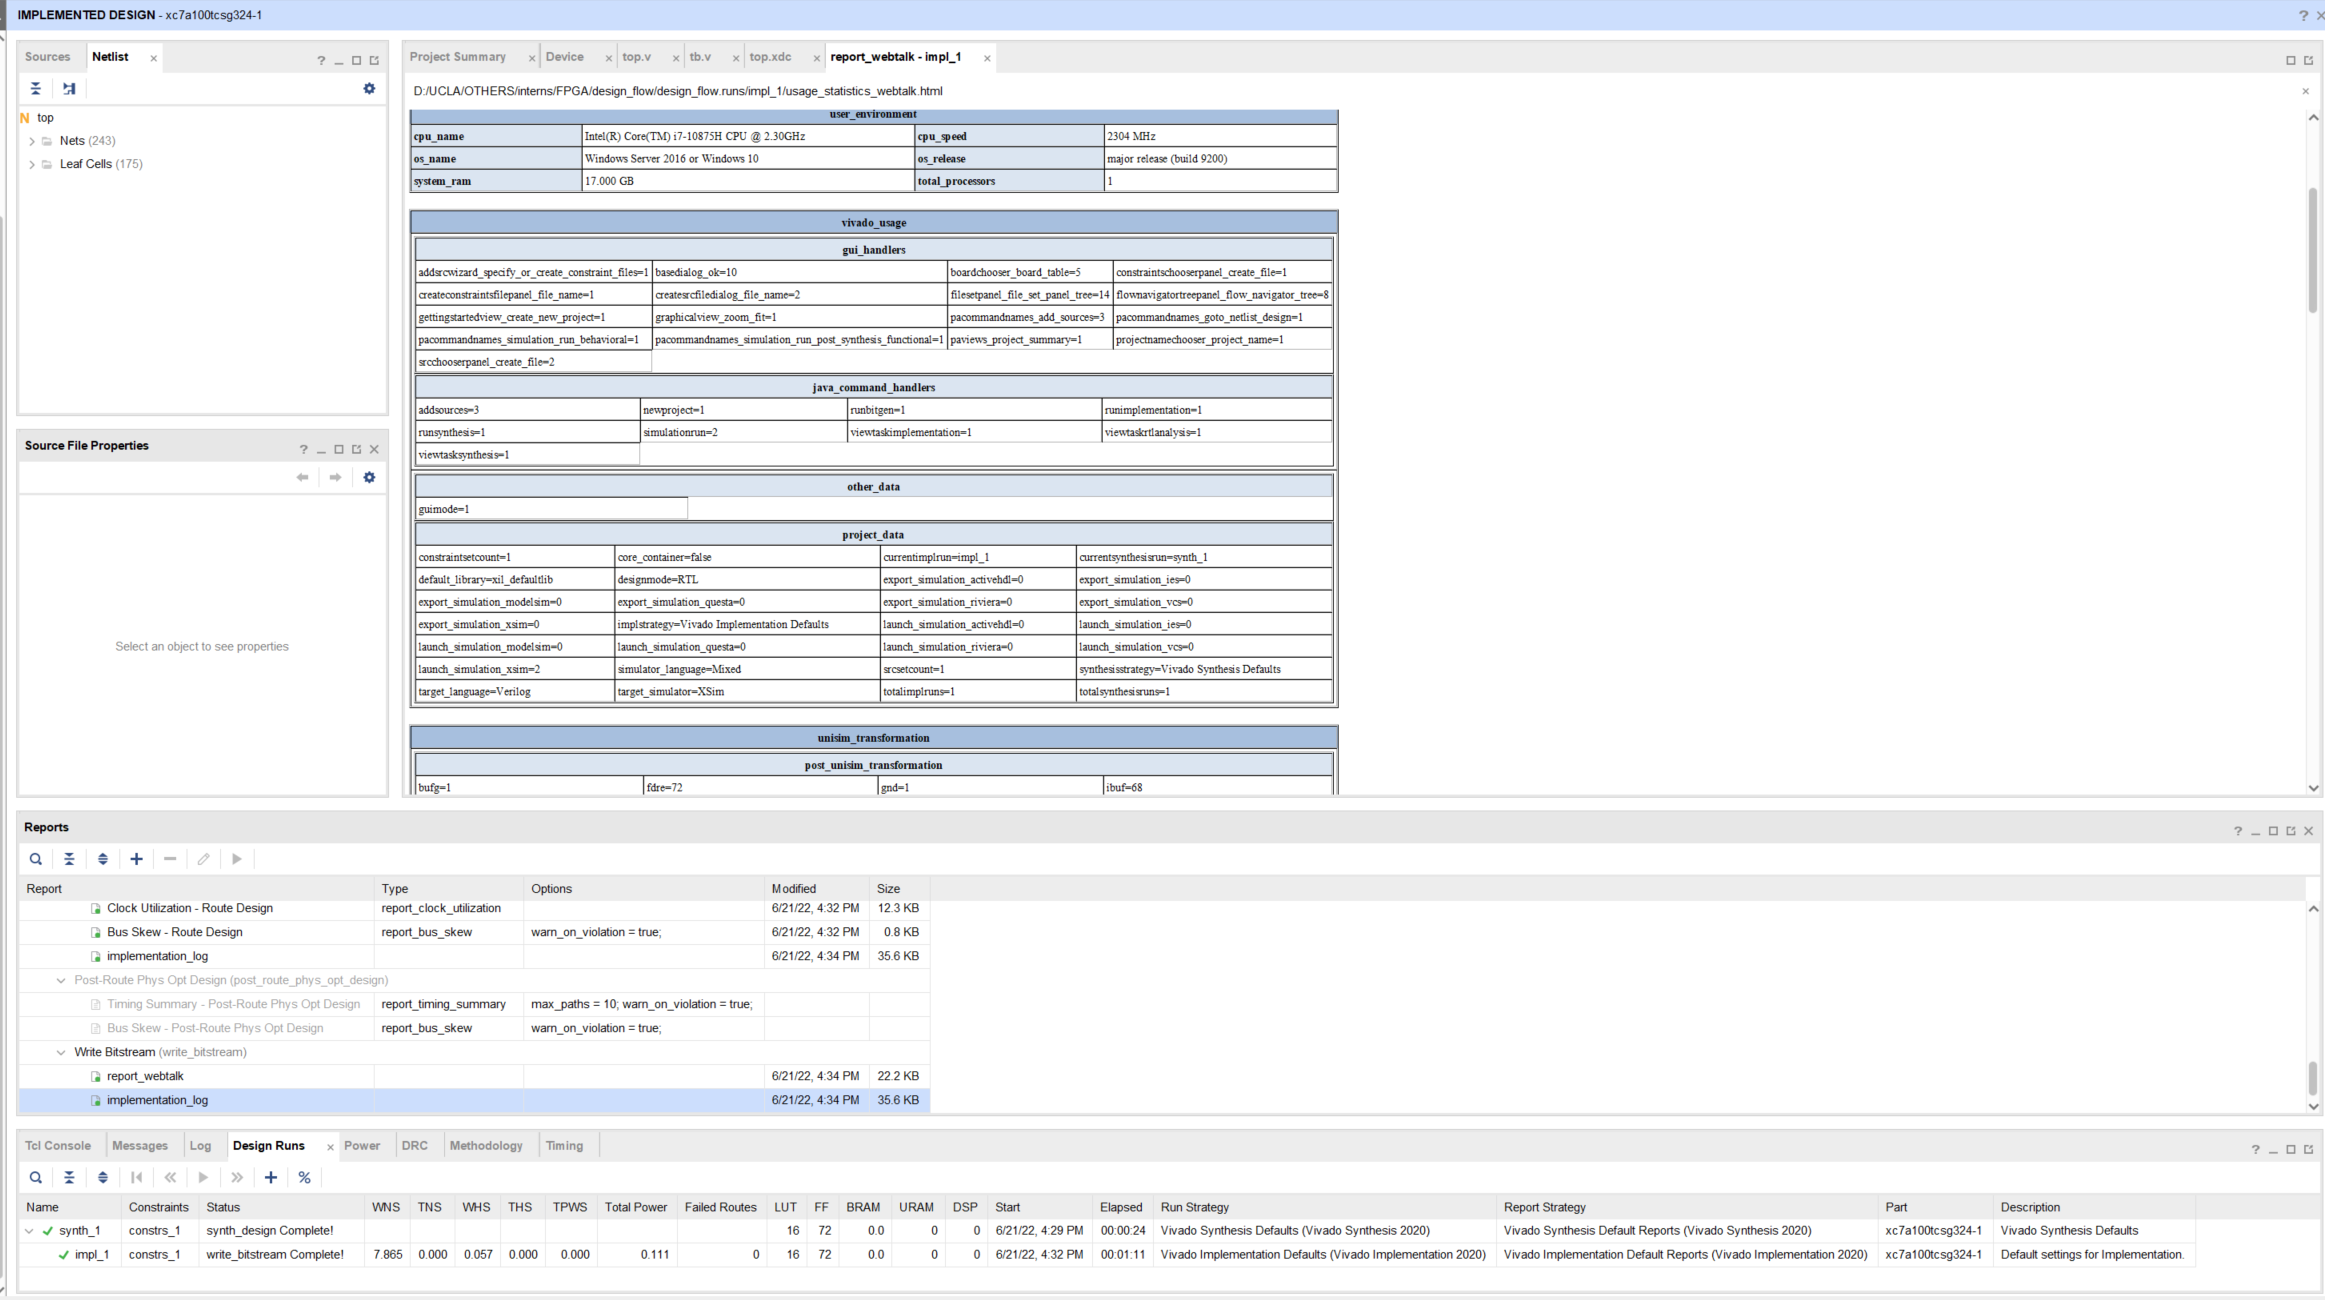 IMPLEMENTED DESIGN - xc7a100tcsg324-1
Sources Netlist
top
Nets (243)
Leaf Cells (175)
Source File Properties
Select an object to see properties
Project Summary Device top.v tb.v top.xdc report_webtalk - impl_1
D:/UCLA/OTHERS/interns/FPGA/design_flow/design_flow.runs/impl_1/usage_statistics_webtalk.html
user_environment
cpu_name Intel(R) Core(TM) i7-10875H CPU @ 2.30GHz cpu_speed 2304 MHz
os_name Windows Server 2016 or Windows 10 os_release major release (build 9200)
system_ram 17.000 GB total_processors 1
vivado_usage
gui_handlers
addsrcwizard_specify_or_create_constraint_files=1 basedialog_ok=10 boardchooser_board_table=5 constraintschooserpanel_create_file=1
createconstraintsfilepanel_file_name=1 createsrcfiledialog_file_name=2 filesetpanel_file_set_panel_tree=14 flownavigatortreepanel_flow_navigator_tree=8
gettingstartedview_create_new_project=1 graphicalview_zoom_fit=1 pacommandnames_add_sources=3 pacommandnames_goto_netlist_design=1
pacommandnames_simulation_run_behavioral=1 pacommandnames_simulation_run_post_synthesis_functional=1 paviews_project_summary=1 projectnamechooser_project_name=1
srcchooserpanel_create_file=2
java_command_handlers
addsources=3 newproject=1 runbitgen=1 runimplementation=1
runsynthesis=1 simulationrun=2 viewtaskimplementation=1 viewtaskrtlanalysis=1
viewtasksynthesis=1
other_data
guimode=1
project_data
constraintsetcount=1 core_container=false currentimplrun=impl_1 currentsynthesisrun=synth_1
default_library=xil_defaultlib designmode=RTL export_simulation_activehdl=0 export_simulation_ies=0
export_simulation_modelsim=0 export_simulation_questa=0 export_simulation_riviera=0 export_simulation_vcs=0
export_simulation_xsim=0 implstrategy=Vivado Implementation Defaults launch_simulation_activehdl=0 launch_simulation_ies=0
launch_simulation_modelsim=0 launch_simulation_questa=0 launch_simulation_riviera=0 launch_simulation_vcs=0
launch_simulation_xsim=2 simulator_language=Mixed srcsetcount=1 synthesisstrategy=Vivado Synthesis Defaults
target_language=Verilog target_simulator=XSim totalimplruns=1 totalsynthesisruns=1
unisim_transformation
post_unisim_transformation
bufg=1 fdre=72 gnd=1 ibuf=68
Reports
Report Type Options Modified Size
Clock Utilization - Route Design report_clock_utilization 6/21/22, 4:32 PM 12.3 KB
Bus Skew - Route Design report_bus_skew warn_on_violation = true; 6/21/22, 4:32 PM 0.8 KB
implementation_log 6/21/22, 4:34 PM 35.6 KB
Post-Route Phys Opt Design (post_route_phys_opt_design)
Timing Summary - Post-Route Phys Opt Design report_timing_summary max_paths = 10; warn_on_violation = true;
Bus Skew - Post-Route Phys Opt Design report_bus_skew warn_on_violation = true;
Write Bitstream (write_bitstream)
report_webtalk 6/21/22, 4:34 PM 22.2 KB
implementation_log 6/21/22, 4:34 PM 35.6 KB
Tcl Console Messages Log Design Runs Power DRC Methodology Timing
Name Constraints Status WNS TNS WHS THS TPWS Total Power Failed Routes LUT FF BRAM URAM DSP Start Elapsed Run Strategy Report Strategy Part Description
synth_1 constrs_1 synth_design Complete! 16 72 0.0 0 0 6/21/22, 4:29 PM 00:00:24 Vivado Synthesis Defaults (Vivado Synthesis 2020) Vivado Synthesis Default Reports (Vivado Synthesis 2020) xc7a100tcsg324-1 Vivado Synthesis Defaults
impl_1 constrs_1 write_bitstream Complete! 7.865 0.000 0.057 0.000 0.000 0.111 0 16 72 0.0 0 0 6/21/22, 4:32 PM 00:01:11 Vivado Implementation Defaults (Vivado Implementation 2020) Vivado Implementation Default Reports (Vivado Implementation 2020) xc7a100tcsg324-1 Default settings for Implementation.